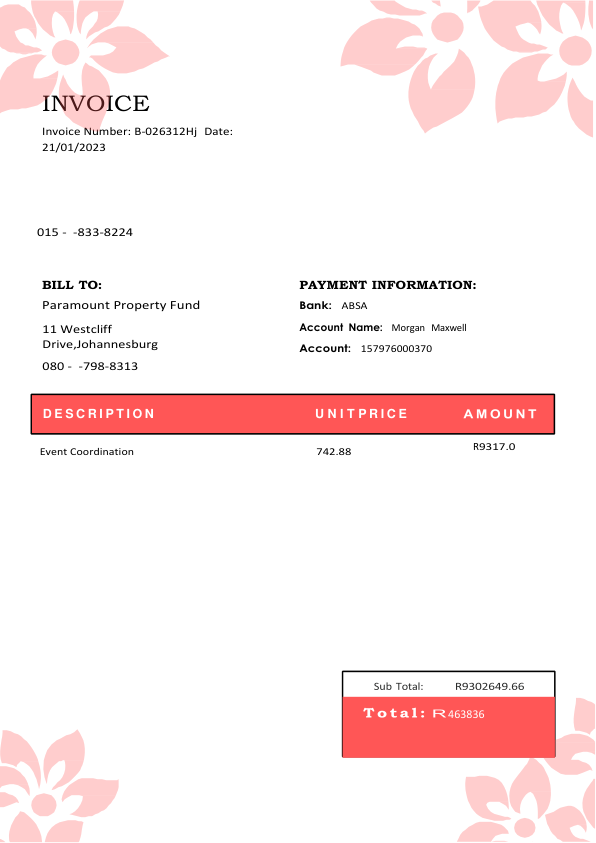 INVOICE
Invoice Number: B-026312Hj Date:
21/01/2023
015 - -833-8224
BILL TO:
Paramount Property Fund
11 Westcliff
Drive,Johannesburg
080 - -798-8313
PAYMENT INFORMATION:
Bank: ABSA
Account Name: Morgan Maxwell
Account: 157976000370
DESCRIPTION UNITPRICE AMOUNT
Event Coordination 742.88 R9317.0
Sub Total: R9302649.66
Total: R463836